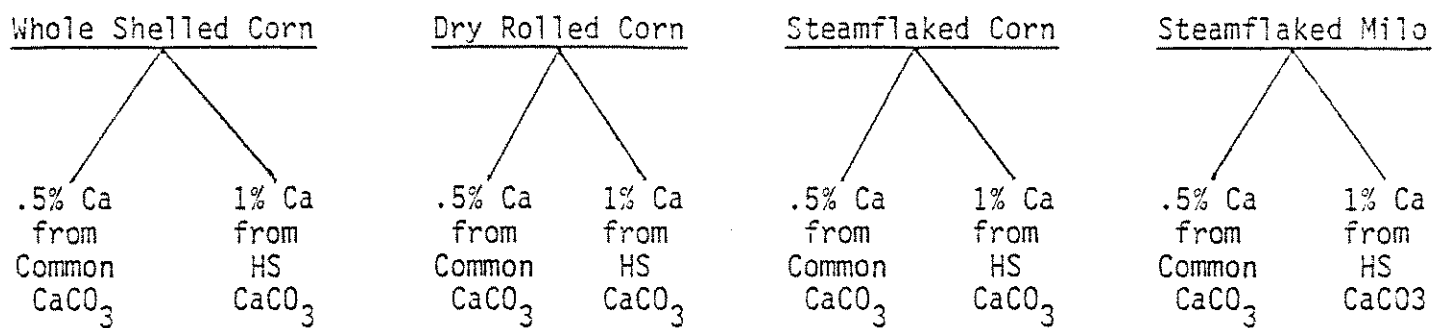 Whole Shelled Corn Dry Rolled Corn Steamflaked Corn Steamflaked Milo
.5% Ca 1% Ca .5% Ca 1% Ca .5% Ca 1% Ca .5% Ca 1% Ca
from from from from from from from from
Common HS Common HS Common HS Common HS
CaCO₃ CaCO₃ CaCO₃ CaCO₃ CaCO₃ CaCO₃ CaCO₃ CaCO3